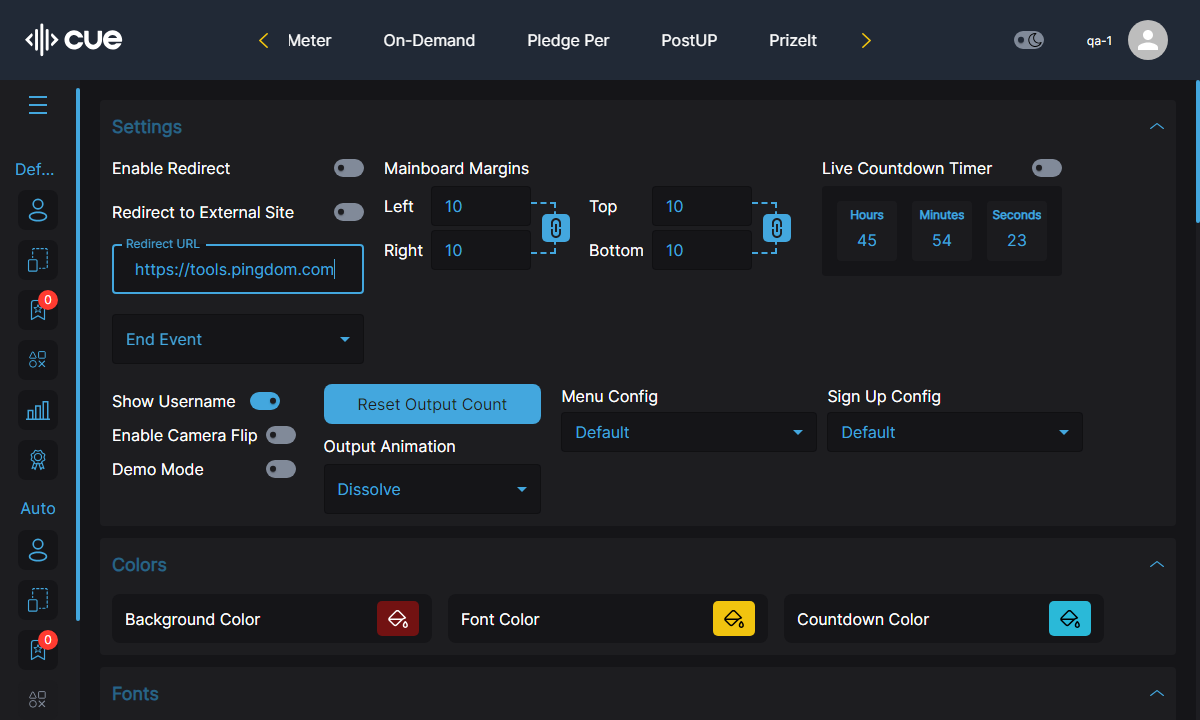 cue
Meter
On-Demand
Pledge Per
PostUP
PrizeIt
qa-1
Def...
0
Auto
0
Settings
Enable Redirect
Redirect to External Site
Redirect URL
https://tools.pingdom.com
End Event
Mainboard Margins
Left
10
Right
10
Top
10
Bottom
10
Live Countdown Timer
Hours
Minutes
Seconds
45
54
23
Show Username
Enable Camera Flip
Demo Mode
Reset Output Count
Output Animation
Dissolve
Menu Config
Default
Sign Up Config
Default
Colors
Background Color
Font Color
Countdown Color
Fonts